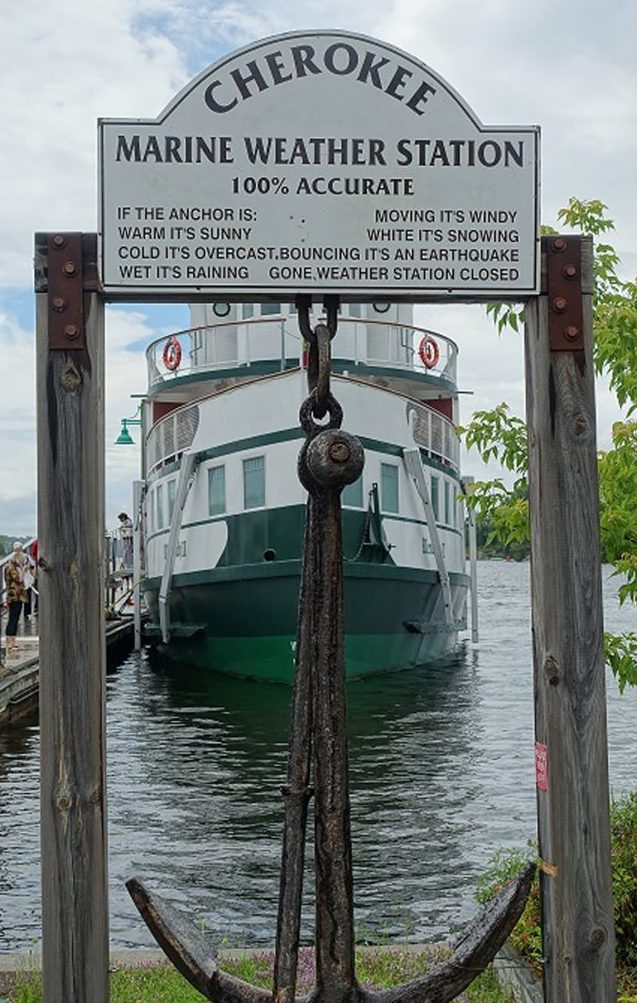 CHEROKEE
MARINE WEATHER STATION
100% ACCURATE
IF THE ANCHOR IS: MOVING IT'S WINDY
WARM IT'S SUNNY WHITE IT'S SNOWING
COLD IT'S OVERCAST. BOUNCING IT'S AN EARTHQUAKE
WET IT'S RAINING GONE, WEATHER STATION CLOSED